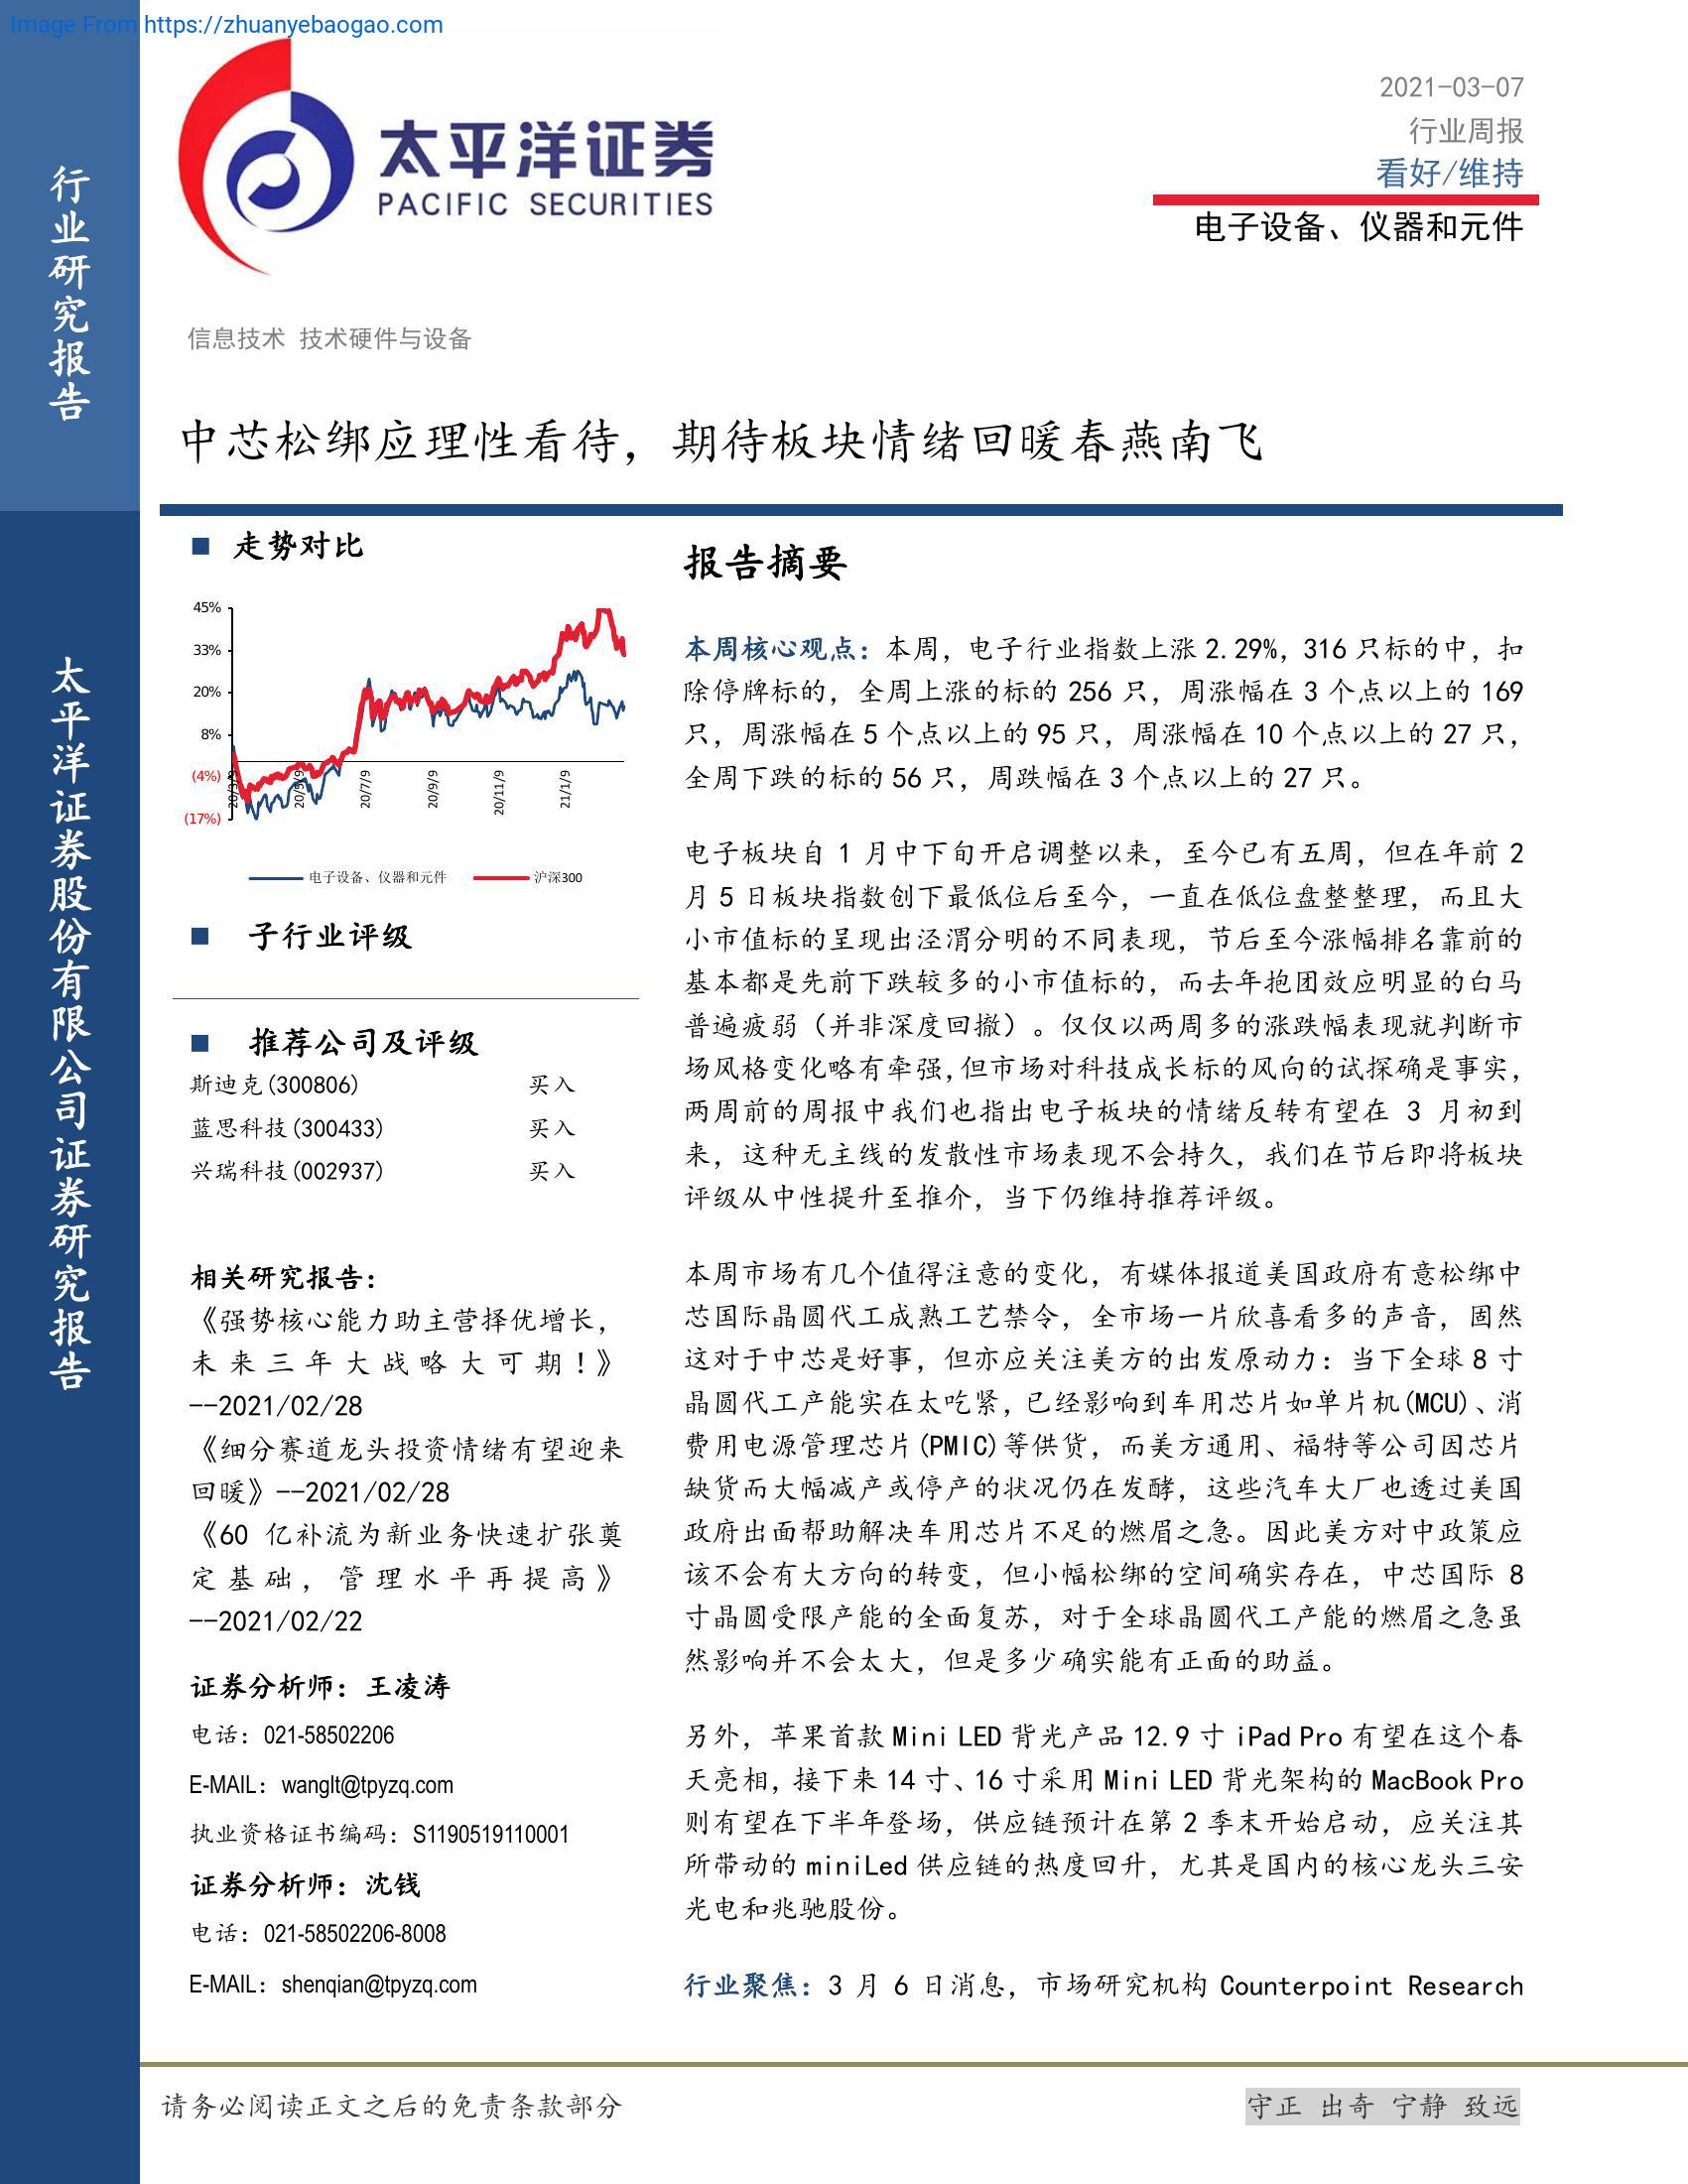 Image From https://zhuanyebaogao.com
行业研究报告
太平洋证券股份有限公司证券研究报告
太平洋证券
PACIFIC SECURITIES
2021-03-07
行业周报
看好/维持
电子设备、仪器和元件
信息技术 技术硬件与设备
中芯松绑应理性看待，期待板块情绪回暖春燕南飞
■ 走势对比
45%
33%
20%
8%
(4%)
(17%)
20/3/9
20/5/9
20/7/9
20/9/9
20/11/9
21/1/9
电子设备、仪器和元件 沪深300
■ 子行业评级
■ 推荐公司及评级
斯迪克(300806) 买入
蓝思科技(300433) 买入
兴瑞科技(002937) 买入
相关研究报告：
《强势核心能力助主营择优增长，
未来三年大战略大可期！》
--2021/02/28
《细分赛道龙头投资情绪有望迎来
回暖》--2021/02/28
《60 亿补流为新业务快速扩张奠
定基础，管理水平再提高》
--2021/02/22
证券分析师：王凌涛
电话：021-58502206
E-MAIL：wanglt@tpyzq.com
执业资格证书编码：S1190519110001
证券分析师：沈钱
电话：021-58502206-8008
E-MAIL：shenqian@tpyzq.com
报告摘要
本周核心观点：本周，电子行业指数上涨 2.29%，316 只标的中，扣
除停牌标的，全周上涨的标的 256 只，周涨幅在 3 个点以上的 169
只，周涨幅在 5 个点以上的 95 只，周涨幅在 10 个点以上的 27 只，
全周下跌的标的 56 只，周跌幅在 3 个点以上的 27 只。
电子板块自 1 月中下旬开启调整以来，至今已有五周，但在年前 2
月 5 日板块指数创下最低位后至今，一直在低位盘整整理，而且大
小市值标的呈现出泾渭分明的不同表现，节后至今涨幅排名靠前的
基本都是先前下跌较多的小市值标的，而去年抱团效应明显的白马
普遍疲弱（并非深度回撤）。仅仅以两周多的涨跌幅表现就判断市
场风格变化略有牵强,但市场对科技成长标的风向的试探确是事实，
两周前的周报中我们也指出电子板块的情绪反转有望在 3 月初到
来，这种无主线的发散性市场表现不会持久，我们在节后即将板块
评级从中性提升至推介，当下仍维持推荐评级。
本周市场有几个值得注意的变化，有媒体报道美国政府有意松绑中
芯国际晶圆代工成熟工艺禁令，全市场一片欣喜看多的声音，固然
这对于中芯是好事，但亦应关注美方的出发原动力：当下全球 8 寸
晶圆代工产能实在太吃紧，已经影响到车用芯片如单片机(MCU)、消
费用电源管理芯片(PMIC)等供货，而美方通用、福特等公司因芯片
缺货而大幅减产或停产的状况仍在发酵，这些汽车大厂也透过美国
政府出面帮助解决车用芯片不足的燃眉之急。因此美方对中政策应
该不会有大方向的转变，但小幅松绑的空间确实存在，中芯国际 8
寸晶圆受限产能的全面复苏，对于全球晶圆代工产能的燃眉之急虽
然影响并不会太大，但是多少确实能有正面的助益。
另外，苹果首款 Mini LED 背光产品 12.9 寸 iPad Pro 有望在这个春
天亮相，接下来 14 寸、16 寸采用 Mini LED 背光架构的 MacBook Pro
则有望在下半年登场，供应链预计在第 2 季末开始启动，应关注其
所带动的 miniLed 供应链的热度回升，尤其是国内的核心龙头三安
光电和兆驰股份。
行业聚焦：3 月 6 日消息，市场研究机构 Counterpoint Research
请务必阅读正文之后的免责条款部分
守正 出奇 宁静 致远